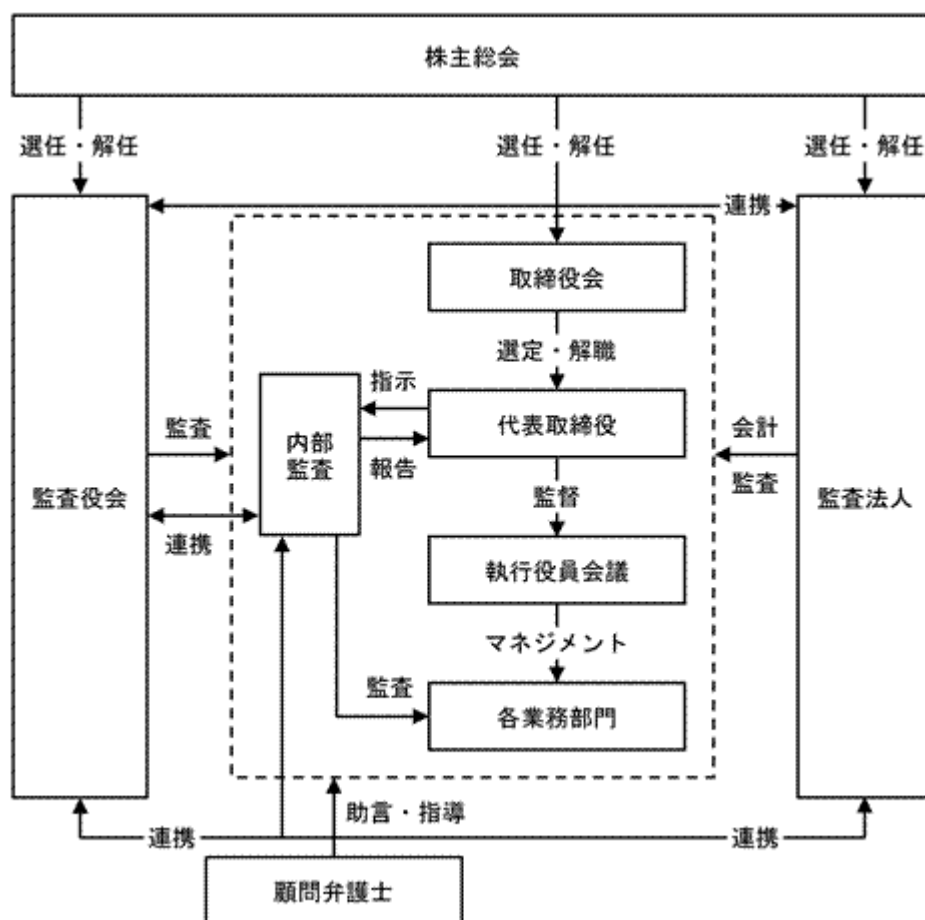 株主総会
選任・解任
選任・解任
選任・解任
連携
取締役会
選定・解職
指示
代表取締役
監査
内部
監査
報告
会計
監査
監査役会
監督
監査法人
連携
執行役員会議
マネジメント
監査
各業務部門
助言・指導
連携
連携
顧問弁護士